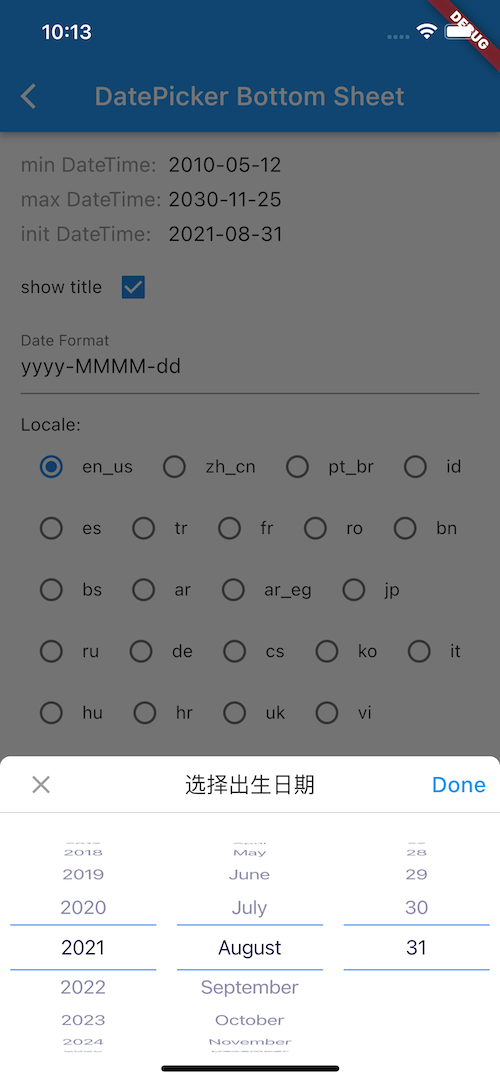 10:13
DEBUG
DatePicker Bottom Sheet
min DateTime: 2010-05-12
max DateTime: 2030-11-25
init DateTime: 2021-08-31
show title
Date Format
yyyy-MMMM-dd
Locale:
en_us zh_cn pt_br id
es tr fr ro bn
bs ar ar_eg jp
ru de cs ko it
hu hr uk vi
选择出生日期 Done
2018 May 28
2019 June 29
2020 July 30
2021 August 31
2022 September
2023 October
2024 November